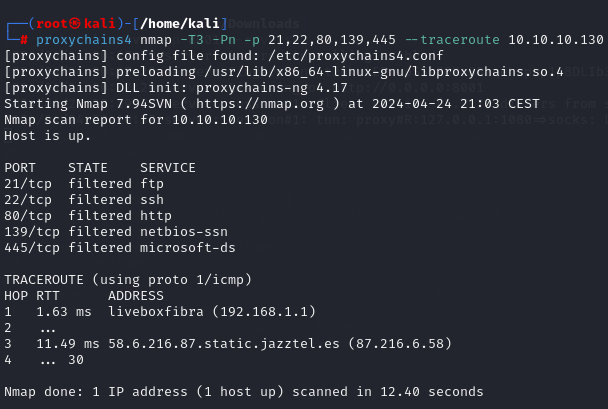 ┌──(root㉿kali)-[/home/kali]
└─# proxychains4 nmap -T3 -Pn -p 21,22,80,139,445 --traceroute 10.10.10.130
[proxychains] config file found: /etc/proxychains4.conf
[proxychains] preloading /usr/lib/x86_64-linux-gnu/libproxychains.so.4
[proxychains] DLL init: proxychains-ng 4.17
Starting Nmap 7.94SVN ( https://nmap.org ) at 2024-04-24 21:03 CEST
Nmap scan report for 10.10.10.130
Host is up.

PORT    STATE    SERVICE
21/tcp  filtered ftp
22/tcp  filtered ssh
80/tcp  filtered http
139/tcp filtered netbios-ssn
445/tcp filtered microsoft-ds

TRACEROUTE (using proto 1/icmp)
HOP RTT      ADDRESS
1   1.63 ms  liveboxfibra (192.168.1.1)
2   ...
3   11.49 ms 58.6.216.87.static.jazztel.es (87.216.6.58)
4   ... 30

Nmap done: 1 IP address (1 host up) scanned in 12.40 seconds